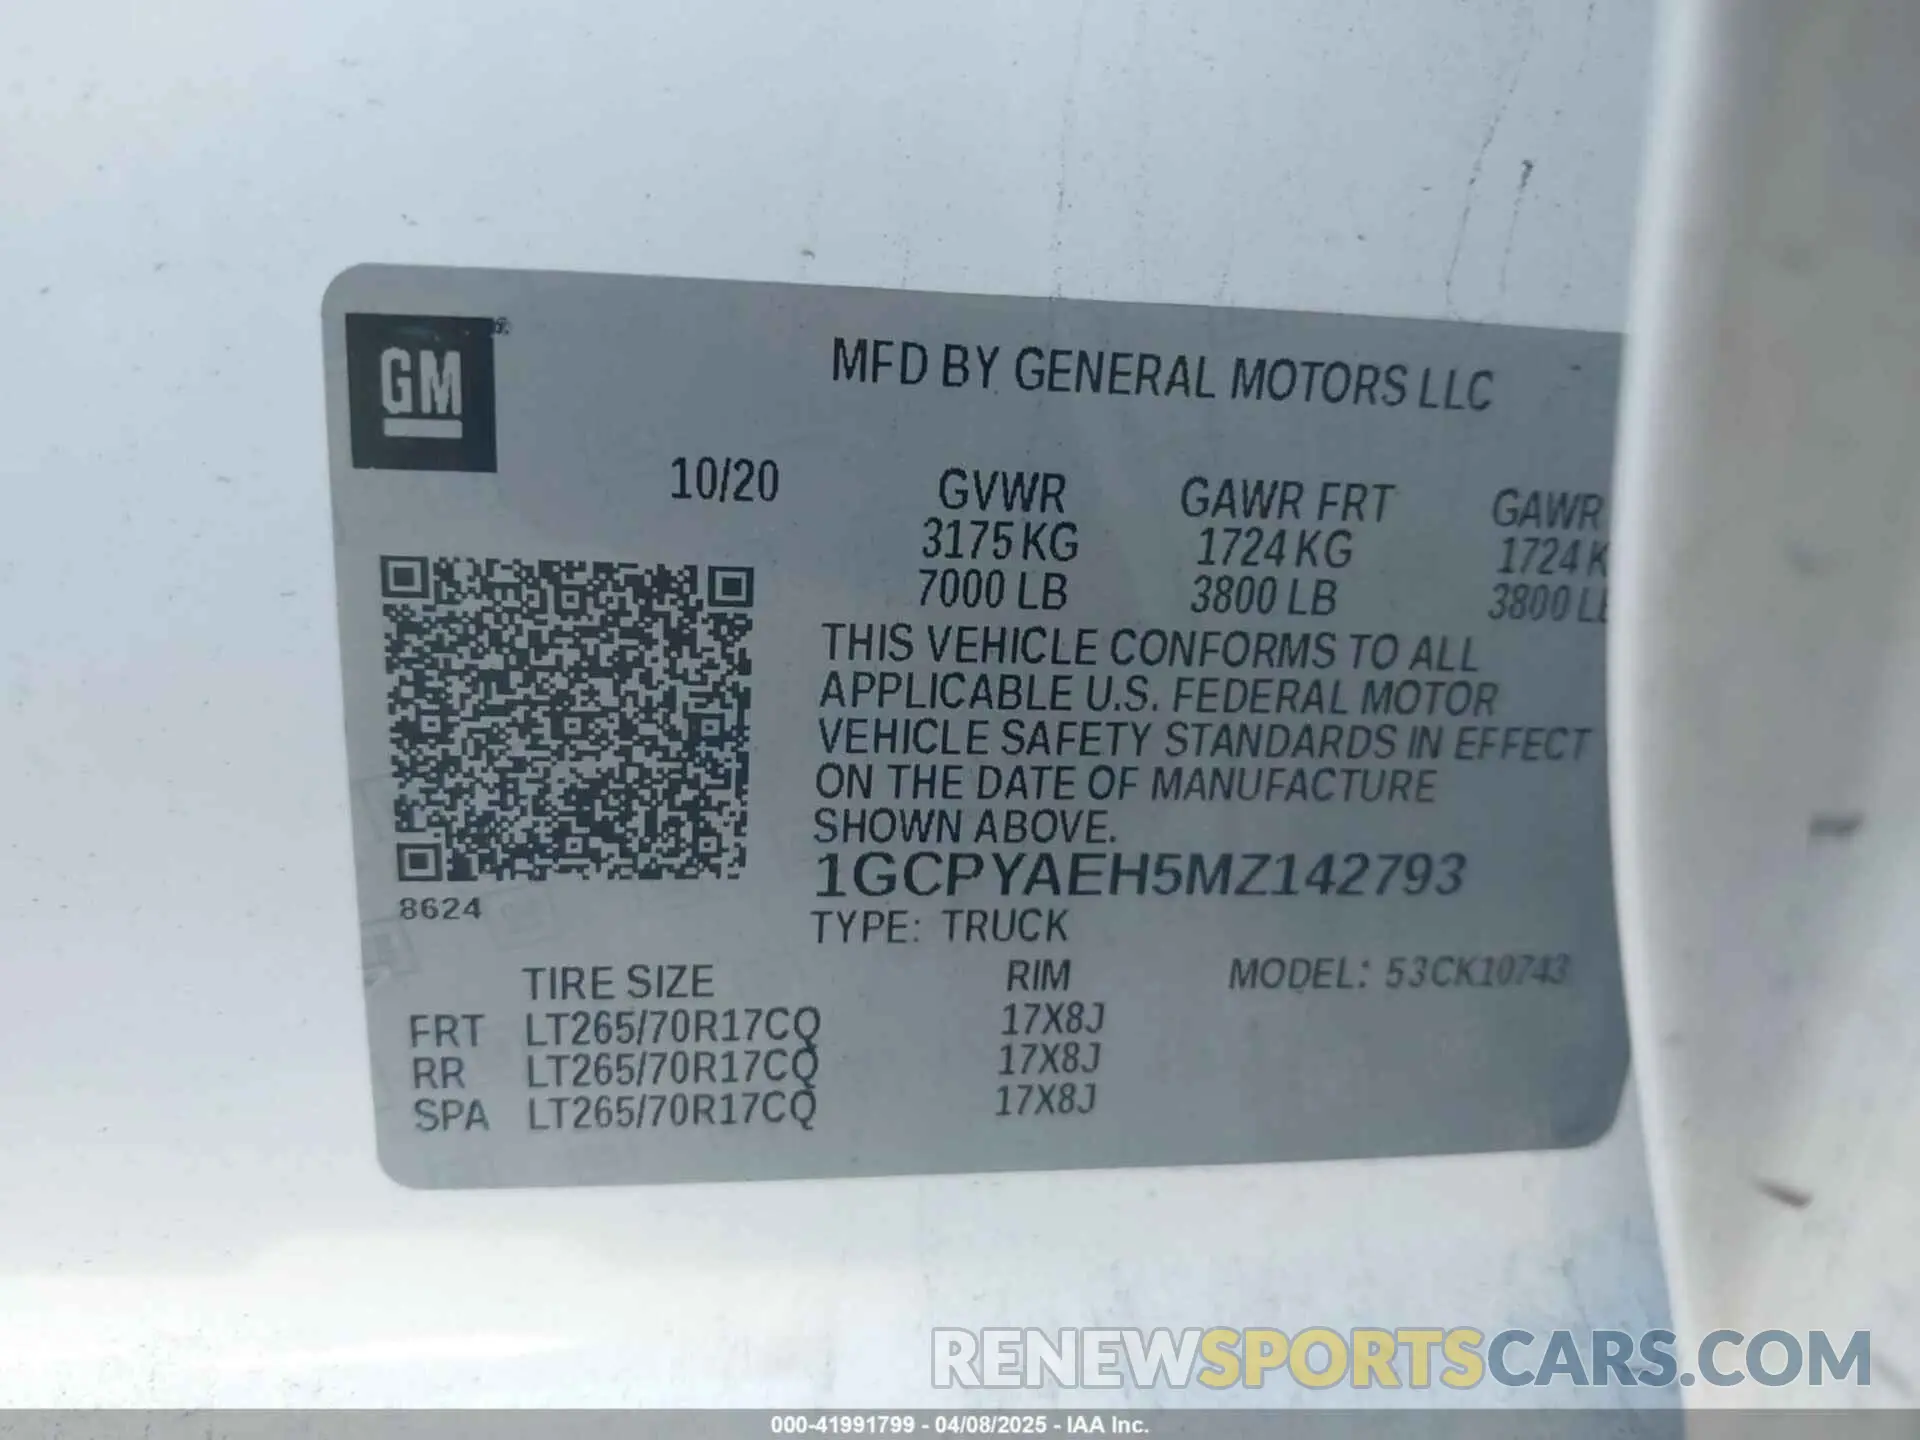 GM
MFD BY GENERAL MOTORS LLC
10/20 GVWR GAWR FRT GAWR
3175 KG 1724 KG 1724 K
7000 LB 3800 LB 3800 L
THIS VEHICLE CONFORMS TO ALL
APPLICABLE U.S. FEDERAL MOTOR
VEHICLE SAFETY STANDARDS IN EFFECT
ON THE DATE OF MANUFACTURE
SHOWN ABOVE.
1GCPYAEH5MZ142793
8624
TYPE: TRUCK
TIRE SIZE RIM MODEL: 53CK10743
FRT LT265/70R17CQ 17X8J
RR LT265/70R17CQ 17X8J
SPA LT265/70R17CQ 17X8J
RENEWSPORTSCARS.COM
000-41991799 - 04/08/2025 - IAA Inc.